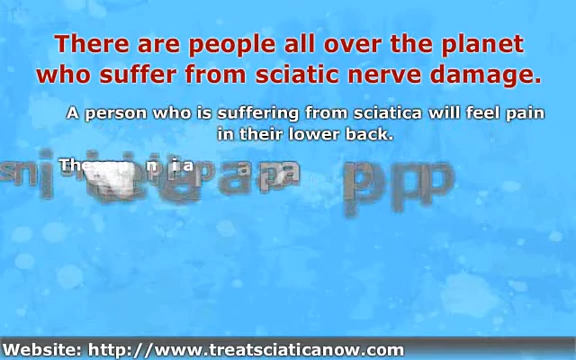 There are people all over the planet
who suffer from sciatic nerve damage.
A person who is suffering from sciatica will feel pain
in their lower back.
Website: http://www.treatsciaticanow.com